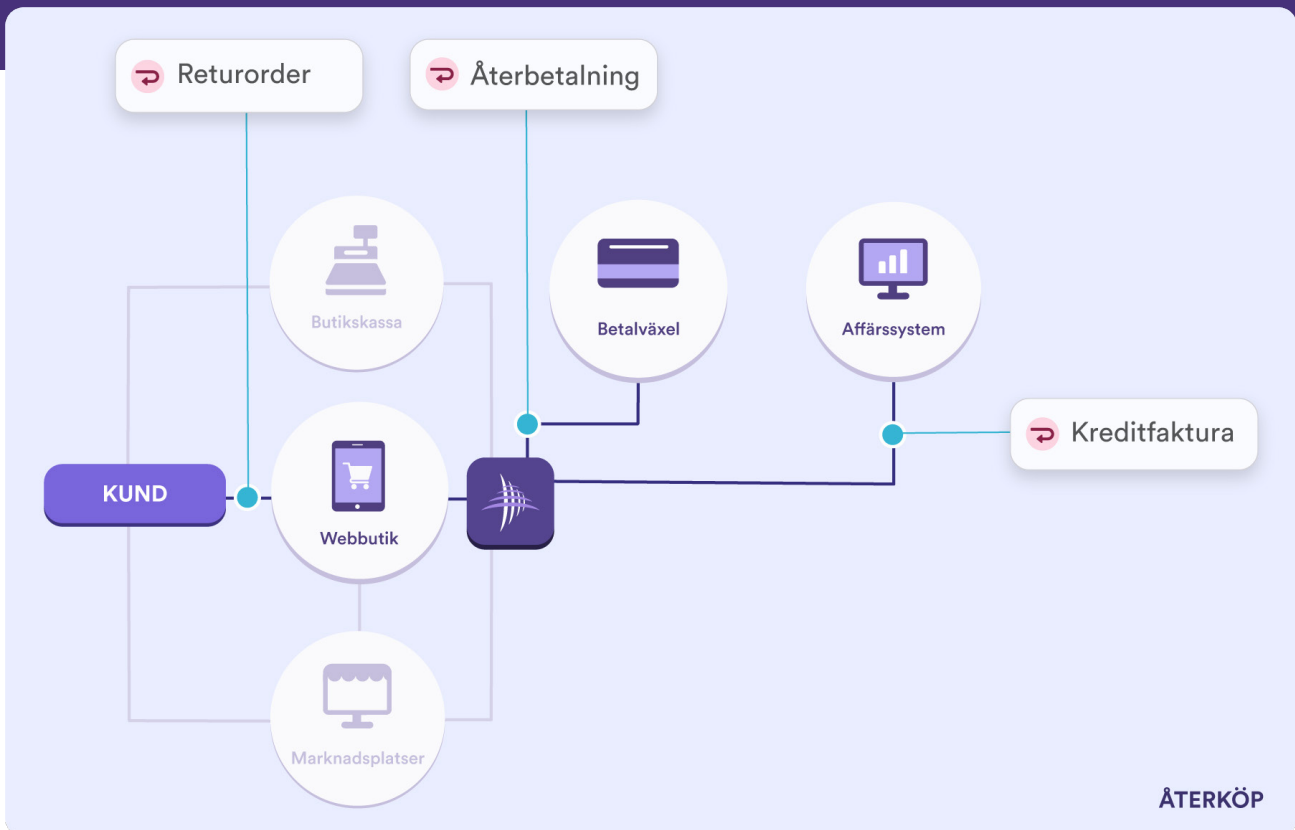 Returorder
Återbetalning
Butikskassa
Betalväxel
Affärssystem
Kreditfaktura
KUND
Webbutik
Marknadsplatser
ÅTERKÖP